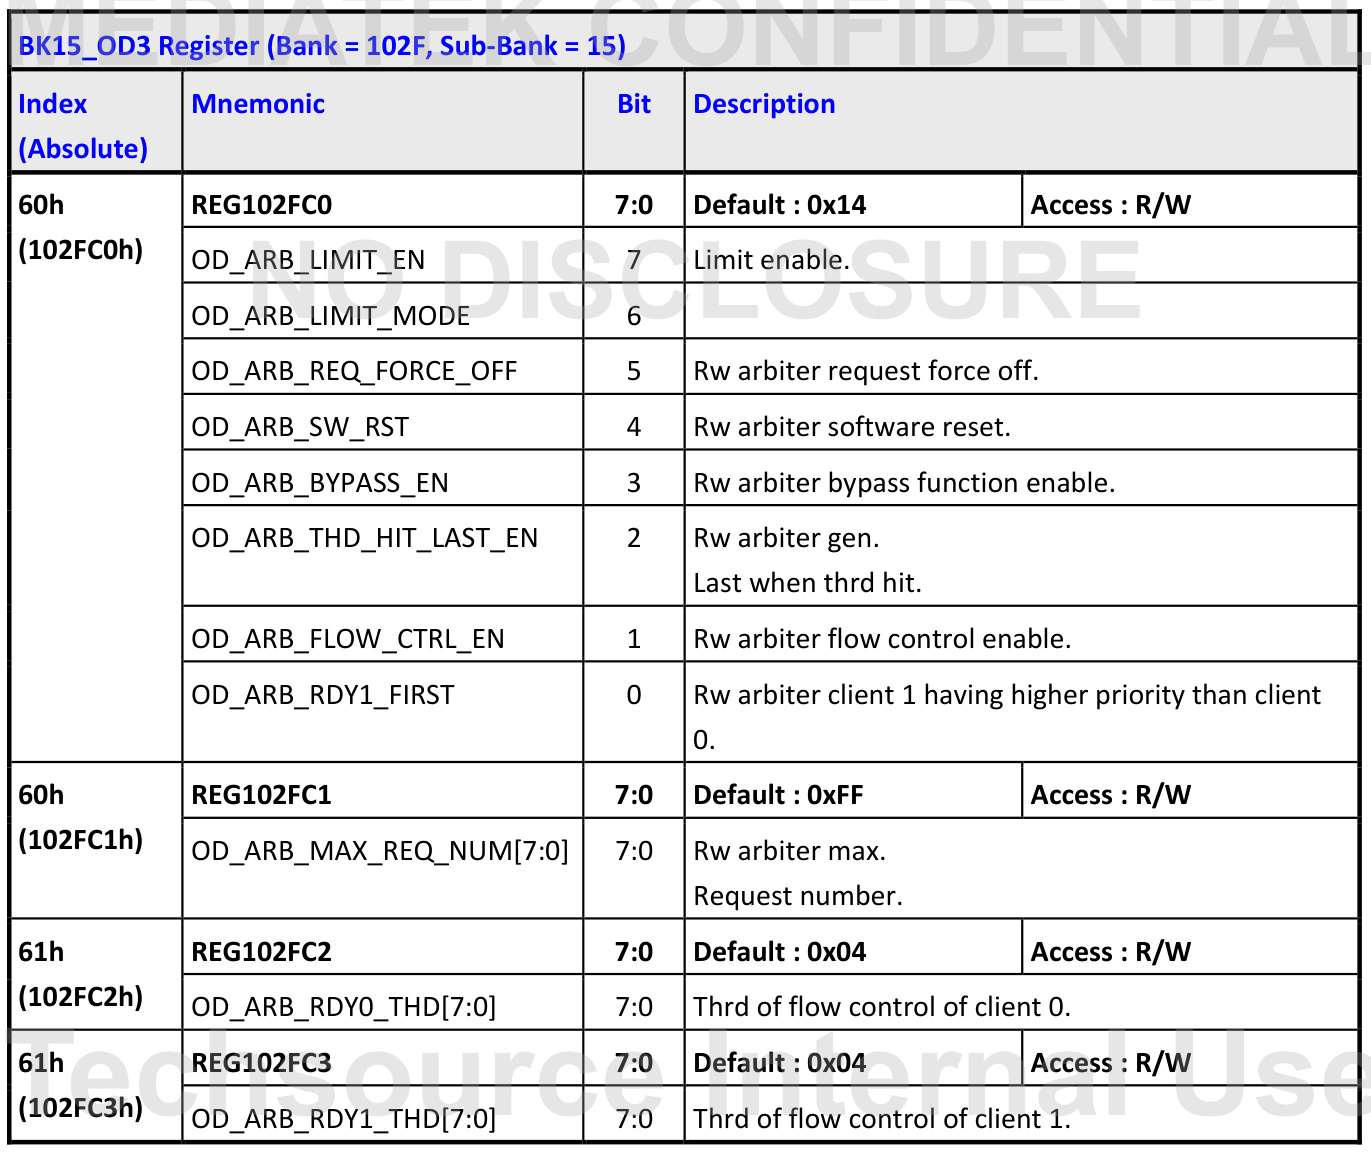 MEDIATEK CONFIDENTIAL
BK15_OD3 Register (Bank = 102F, Sub-Bank = 15)
Index
(Absolute)
Mnemonic
Bit
Description
60h
(102FC0h)
REG102FC0
7:0
Default : 0x14
Access : R/W
OD_ARB_LIMIT_EN
7
Limit enable.
NO DISCLOSURE
OD_ARB_LIMIT_MODE
6
OD_ARB_REQ_FORCE_OFF
5
Rw arbiter request force off.
OD_ARB_SW_RST
4
Rw arbiter software reset.
OD_ARB_BYPASS_EN
3
Rw arbiter bypass function enable.
OD_ARB_THD_HIT_LAST_EN
2
Rw arbiter gen.
Last when thrd hit.
OD_ARB_FLOW_CTRL_EN
1
Rw arbiter flow control enable.
OD_ARB_RDY1_FIRST
0
Rw arbiter client 1 having higher priority than client
0.
60h
(102FC1h)
REG102FC1
7:0
Default : 0xFF
Access : R/W
OD_ARB_MAX_REQ_NUM[7:0]
7:0
Rw arbiter max.
Request number.
61h
(102FC2h)
REG102FC2
7:0
Default : 0x04
Access : R/W
OD_ARB_RDY0_THD[7:0]
7:0
Thrd of flow control of client 0.
61h
(102FC3h)
REG102FC3
7:0
Default : 0x04
Access : R/W
Techsource Internal Use
OD_ARB_RDY1_THD[7:0]
7:0
Thrd of flow control of client 1.